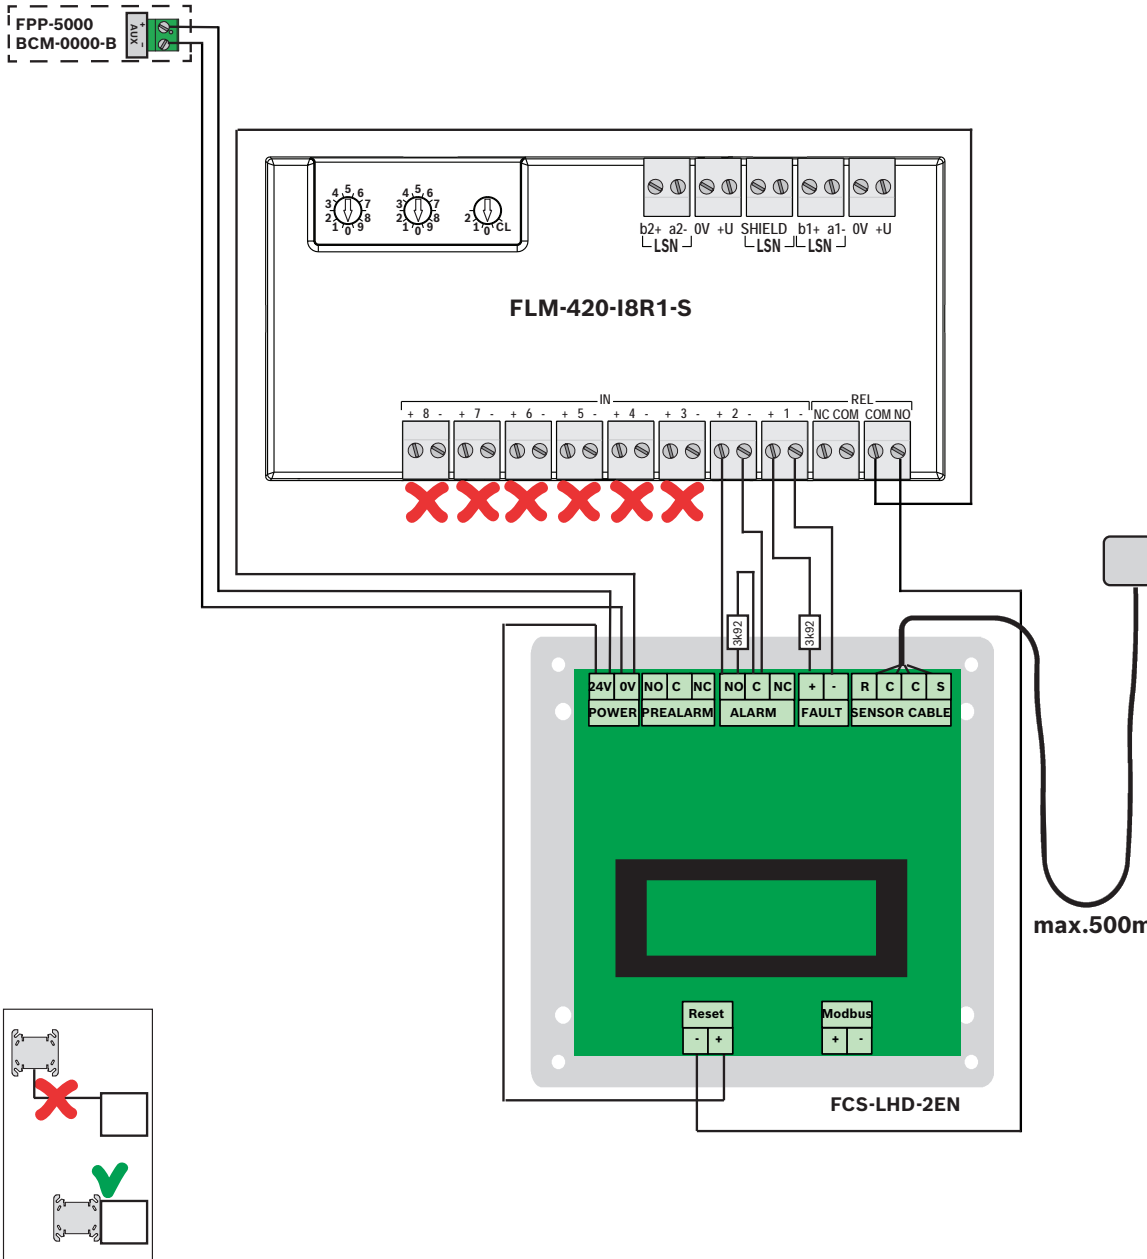 FPP-5000
BCM-0000-B
+ AUX -
4 5 6
3 7
2 8
1 0 9
4 5 6
3 7
2 8
1 0 9
2 1 0 CL
b2+ a2- 0V +U SHIELD b1+ a1- 0V +U
LSN LSN LSN
FLM-420-I8R1-S
IN REL
+ 8 - + 7 - + 6 - + 5 - + 4 - + 3 - + 2 - + 1 - NC COM COM NO
3k92 3k92
24V 0V NO C NC NO C NC + - R C C S
POWER PREALARM ALARM FAULT SENSOR CABLE
max.500m
Reset Modbus
- + + -
FCS-LHD-2EN